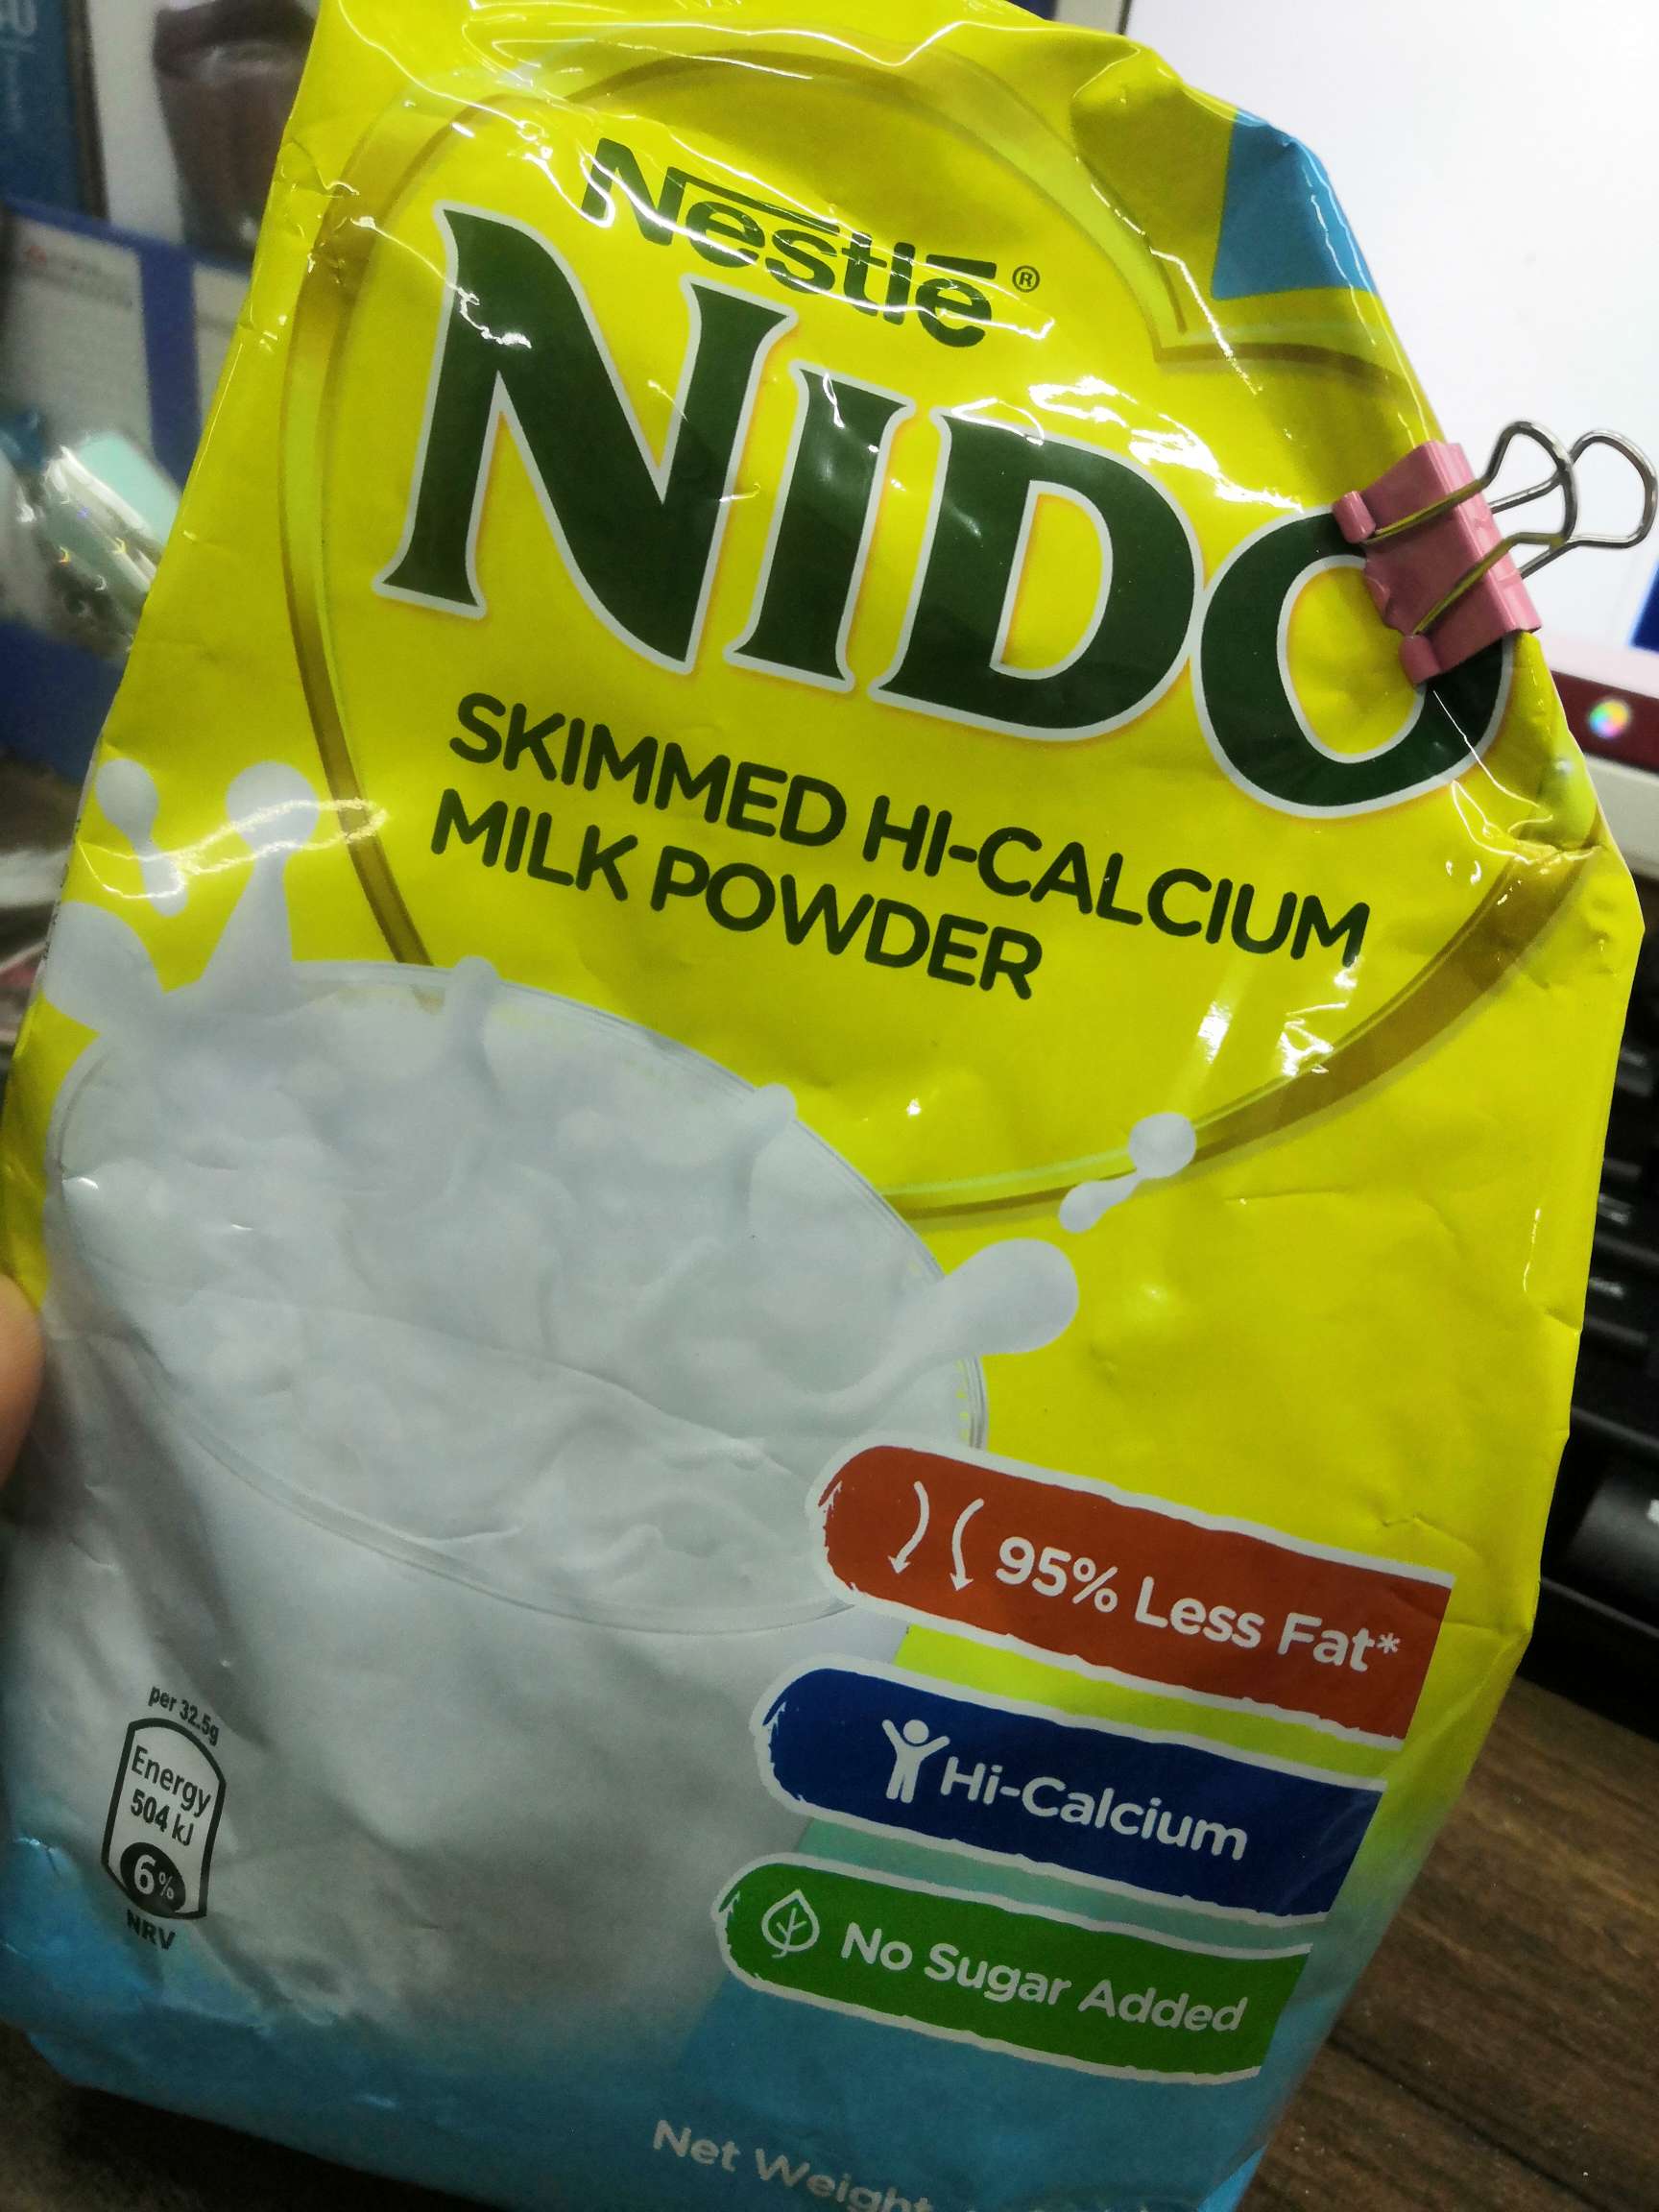 Nestlé®
NIDO
SKIMMED HI-CALCIUM
MILK POWDER
95% Less Fat*
Hi-Calcium
No Sugar Added
per 32.5g
Energy
504 kJ
6%
NRV
Net Weight